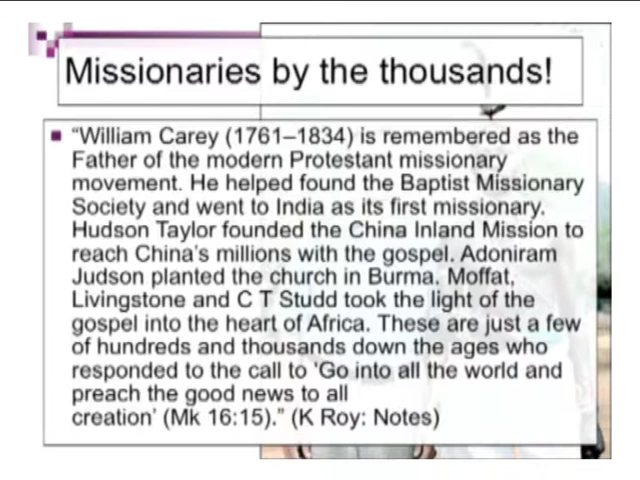 Missionaries by the thousands!
"William Carey (1761–1834) is remembered as the
Father of the modern Protestant missionary
movement. He helped found the Baptist Missionary
Society and went to India as its first missionary.
Hudson Taylor founded the China Inland Mission to
reach China's millions with the gospel. Adoniram
Judson planted the church in Burma. Moffat,
Livingstone and C T Studd took the light of the
gospel into the heart of Africa. These are just a few
of hundreds and thousands down the ages who
responded to the call to 'Go into all the world and
preach the good news to all
creation' (Mk 16:15)." (K Roy: Notes)